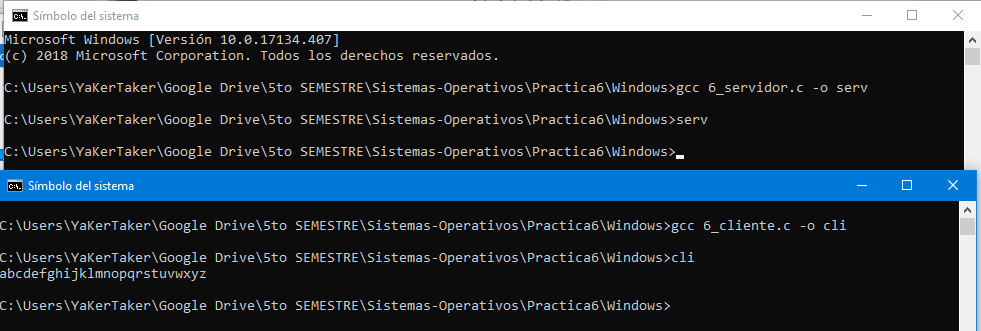 Símbolo del sistema
Microsoft Windows [Versión 10.0.17134.407]
(c) 2018 Microsoft Corporation. Todos los derechos reservados.
C:\Users\YaKerTaker\Google Drive\5to SEMESTRE\Sistemas-Operativos\Practica6\Windows>gcc 6_servidor.c -o serv
C:\Users\YaKerTaker\Google Drive\5to SEMESTRE\Sistemas-Operativos\Practica6\Windows>serv
C:\Users\YaKerTaker\Google Drive\5to SEMESTRE\Sistemas-Operativos\Practica6\Windows>
Símbolo del sistema
C:\Users\YaKerTaker\Google Drive\5to SEMESTRE\Sistemas-Operativos\Practica6\Windows>gcc 6_cliente.c -o cli
C:\Users\YaKerTaker\Google Drive\5to SEMESTRE\Sistemas-Operativos\Practica6\Windows>cli
abcdefghijklmnopqrstuvwxyz
C:\Users\YaKerTaker\Google Drive\5to SEMESTRE\Sistemas-Operativos\Practica6\Windows>